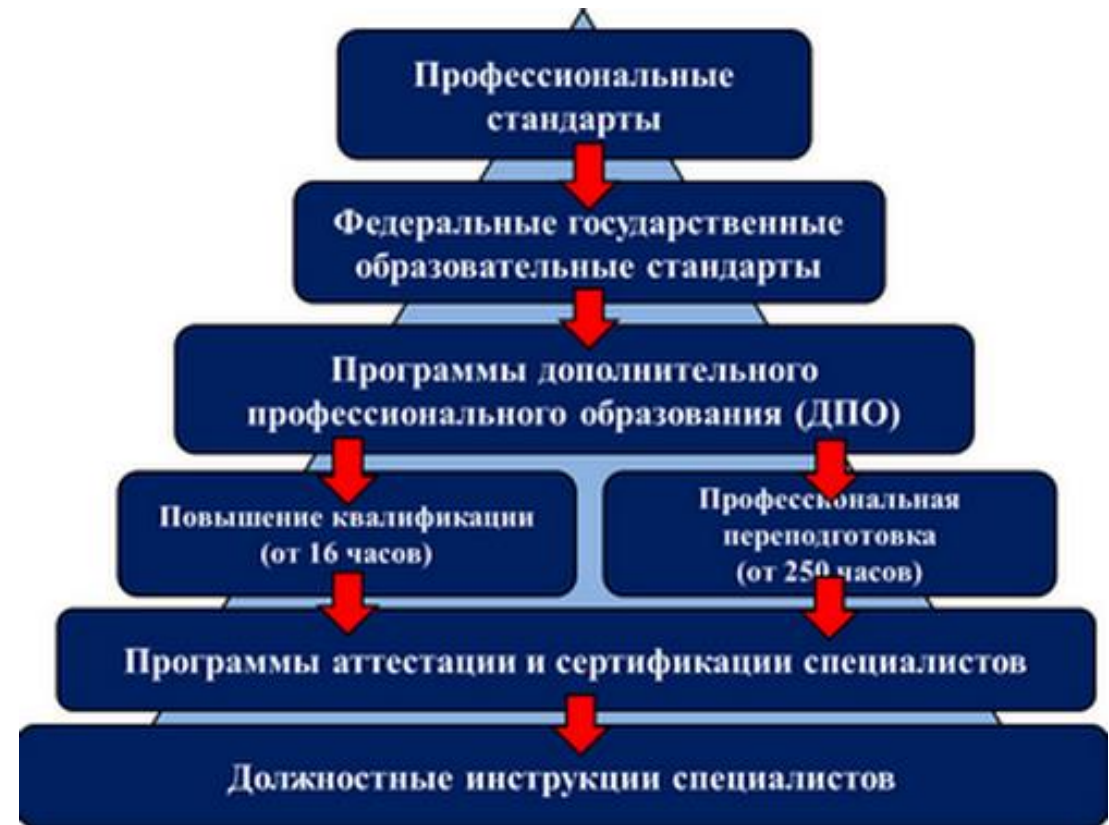 Профессиональные
стандарты
Федеральные государственные
образовательные стандарты
Программы дополнительного
профессионального образования (ДПО)
Повышение квалификации
(от 16 часов)
Профессиональная
переподготовка
(от 250 часов)
Программы аттестации и сертификации специалистов
Должностные инструкции специалистов